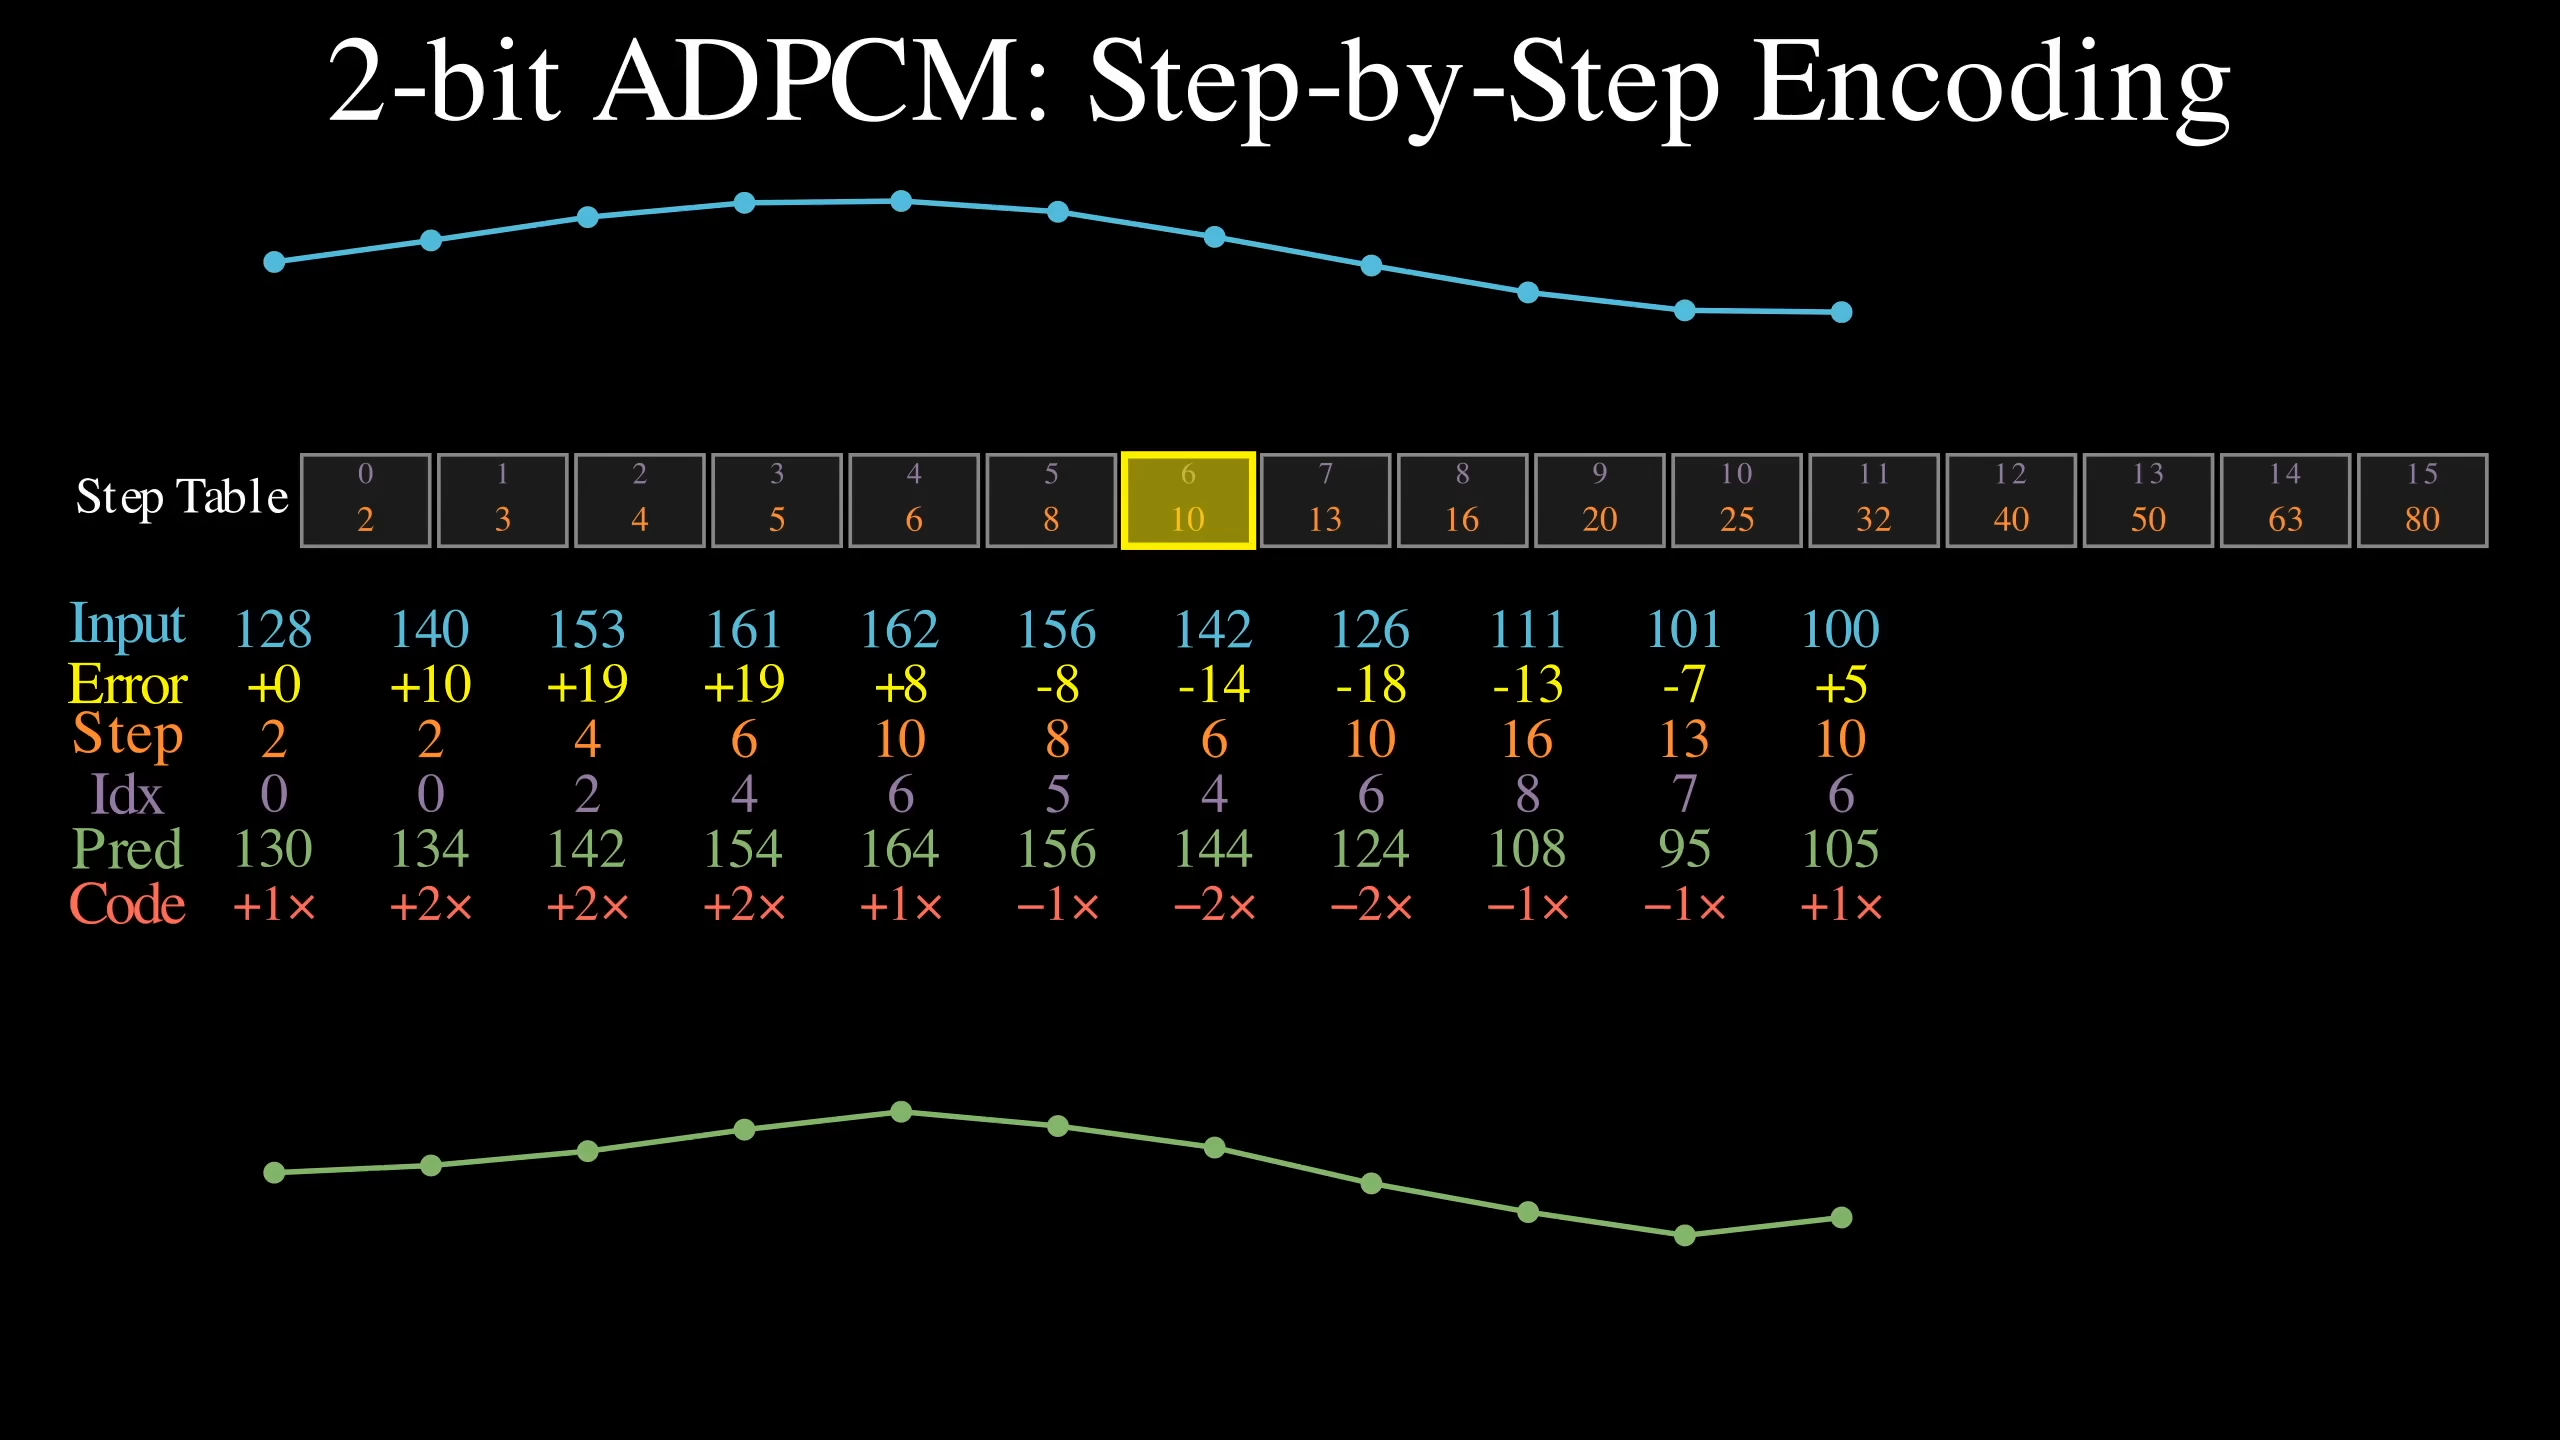 2-bit ADPCM: Step-by-Step Encoding
0 1 2 3 4 5 6 7 8 9 10 11 12 13 14 15
Step Table
2 3 4 5 6 8 10 13 16 20 25 32 40 50 63 80
Input 128 140 153 161 162 156 142 126 111 101 100
Error +0 +10 +19 +19 +8 -8 -14 -18 -13 -7 +5
Step 2 2 4 6 10 8 6 10 16 13 10
Idx 0 0 2 4 6 5 4 6 8 7 6
Pred 130 134 142 154 164 156 144 124 108 95 105
Code +1× +2× +2× +2× +1× −1× −2× −2× −1× −1× +1×